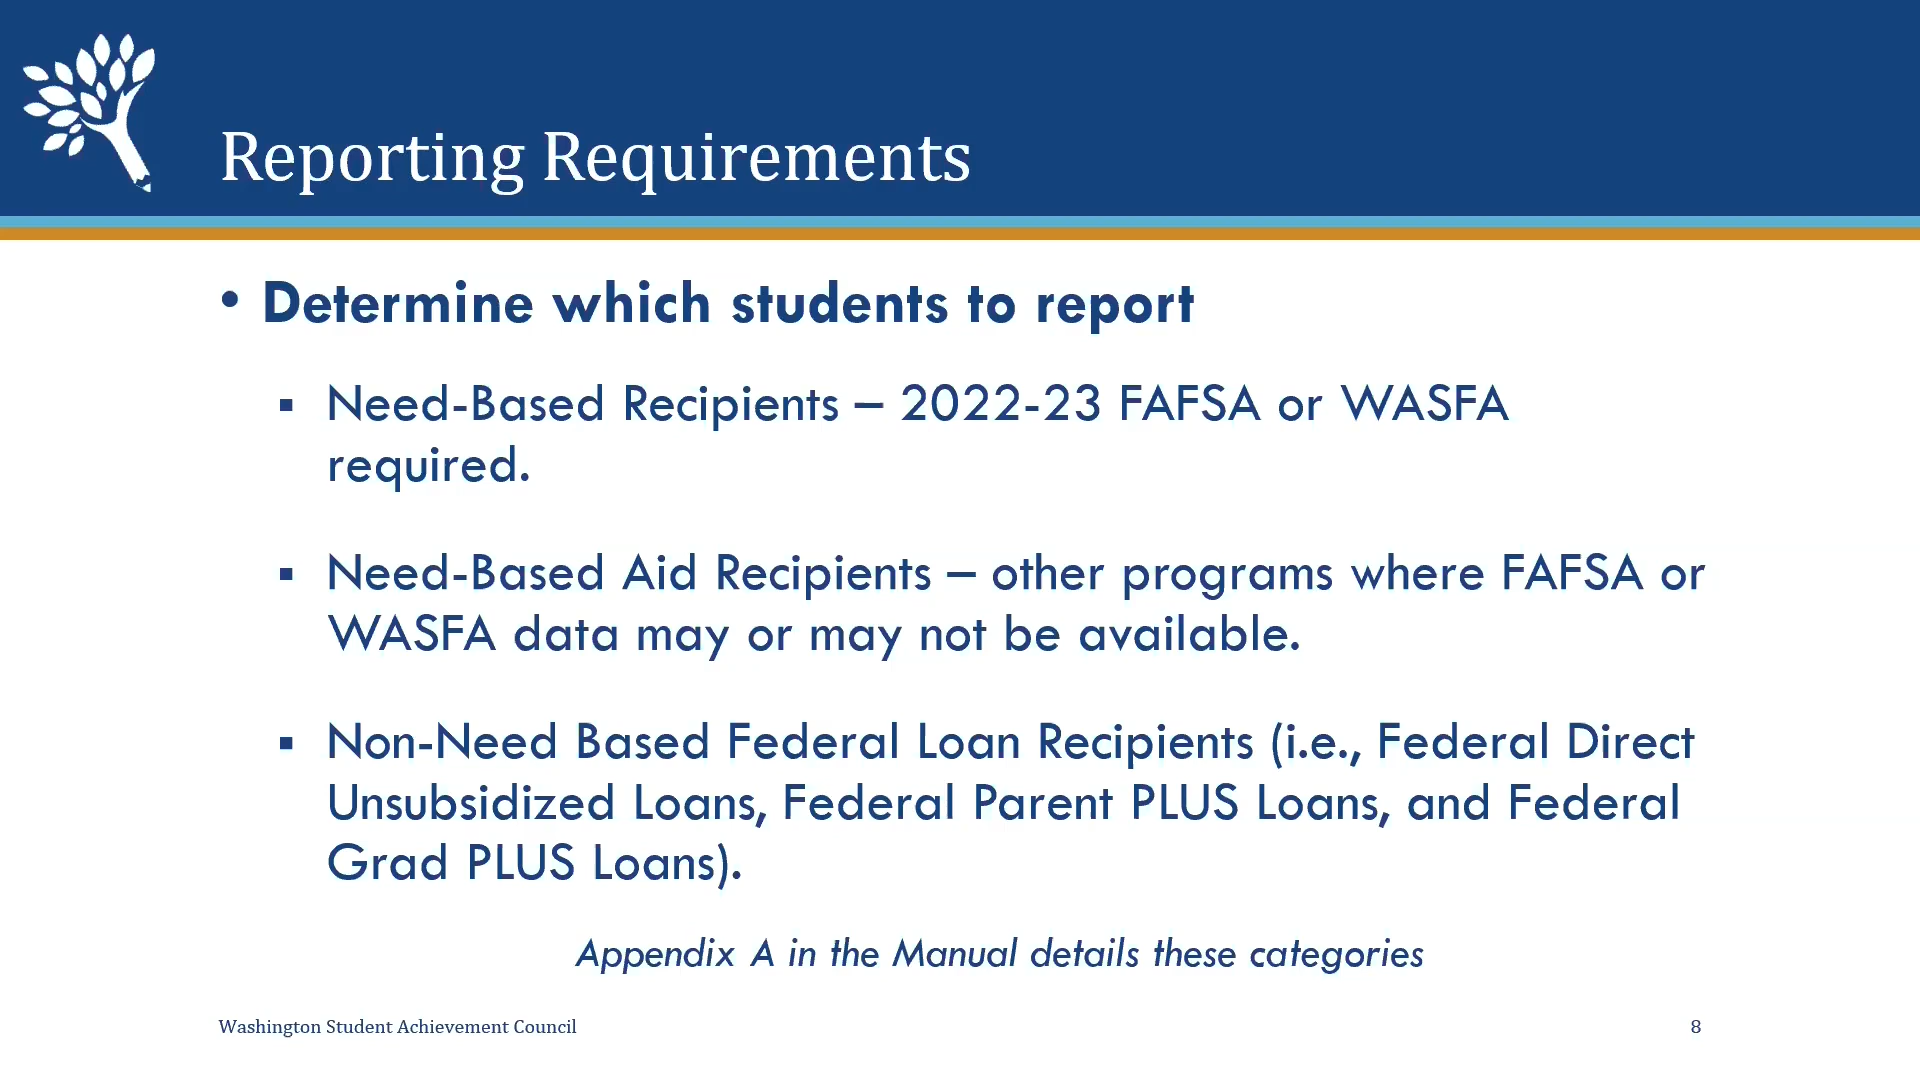 Reporting Requirements
• Determine which students to report
▪ Need-Based Recipients – 2022-23 FAFSA or WASFA
required.
▪ Need-Based Aid Recipients – other programs where FAFSA or
WASFA data may or may not be available.
▪ Non-Need Based Federal Loan Recipients (i.e., Federal Direct
Unsubsidized Loans, Federal Parent PLUS Loans, and Federal
Grad PLUS Loans).
Appendix A in the Manual details these categories
Washington Student Achievement Council 8